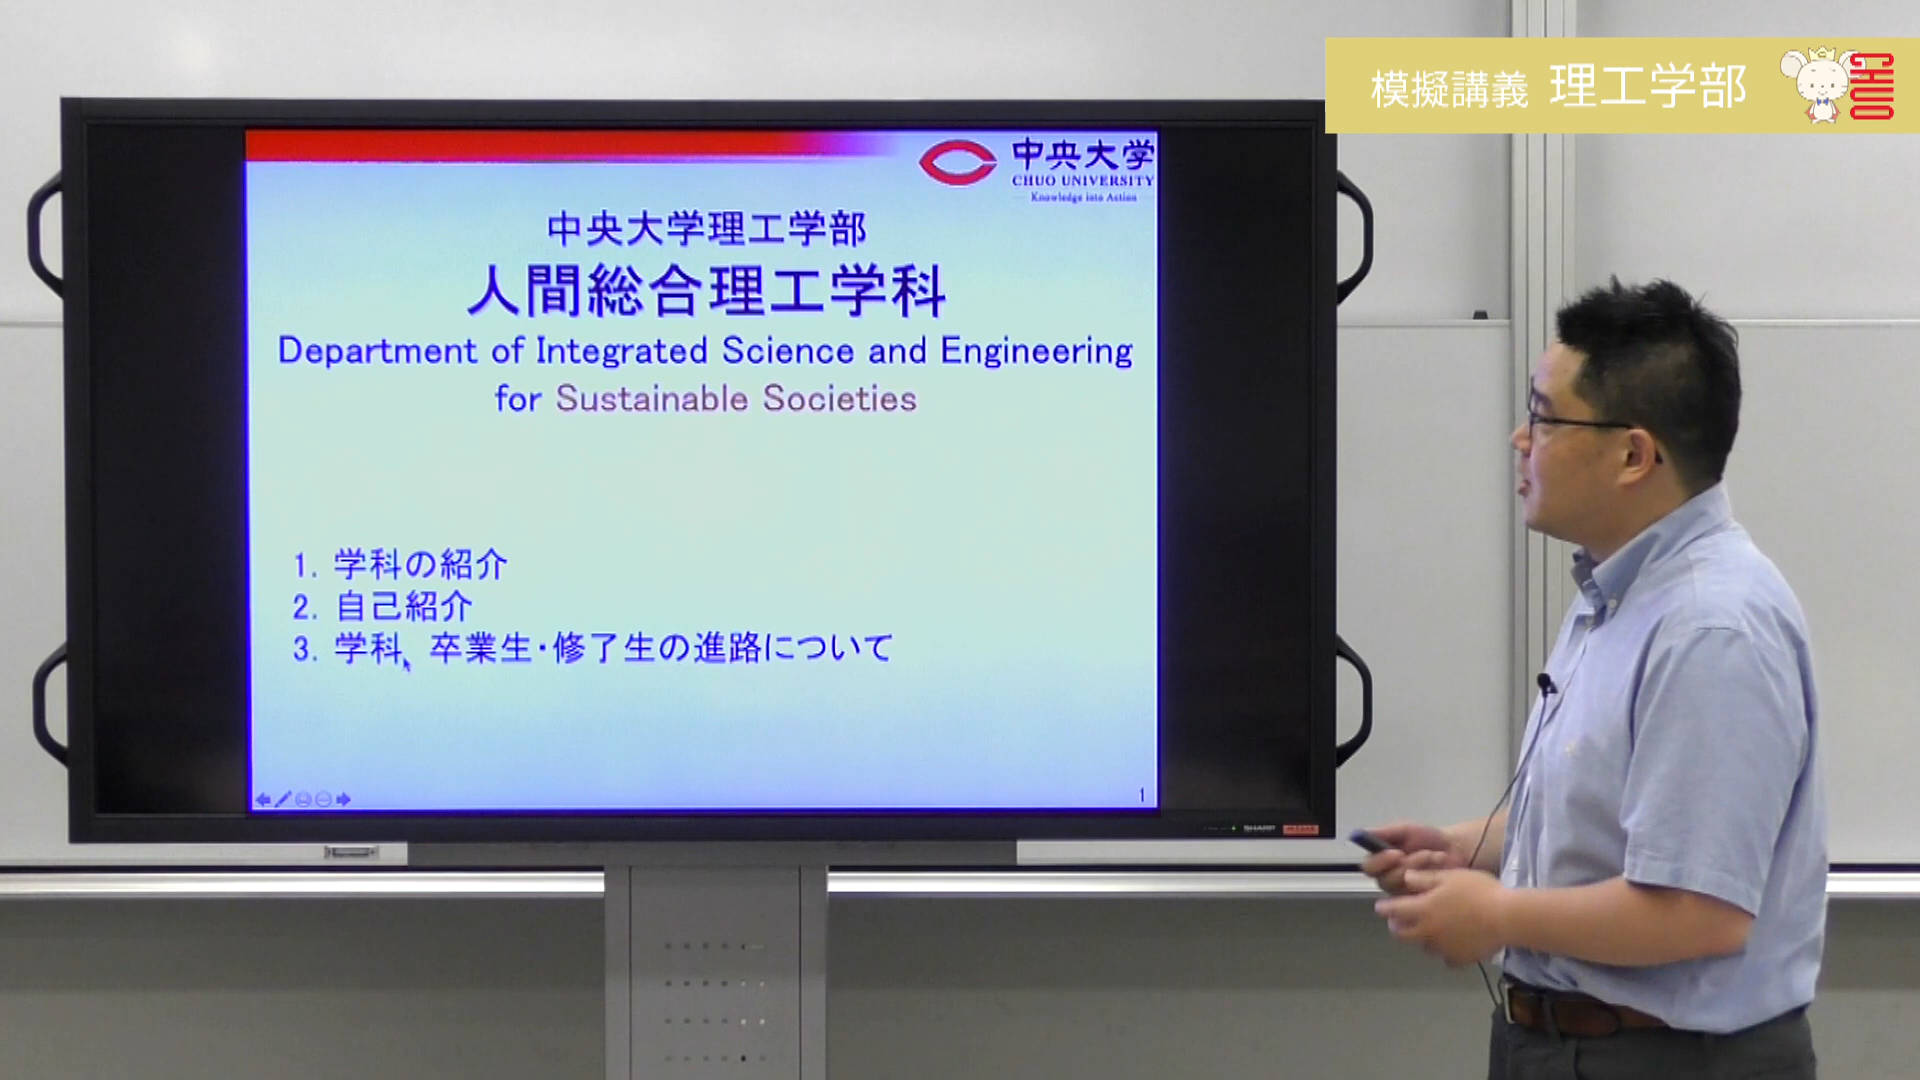 模擬講義 理工学部
CHUO
中央大学
CHUO UNIVERSITY
Knowledge into Action
中央大学理工学部
人間総合理工学科
Department of Integrated Science and Engineering
for Sustainable Societies
1. 学科の紹介
2. 自己紹介
3. 学科、卒業生・修了生の進路について
1
SHARP